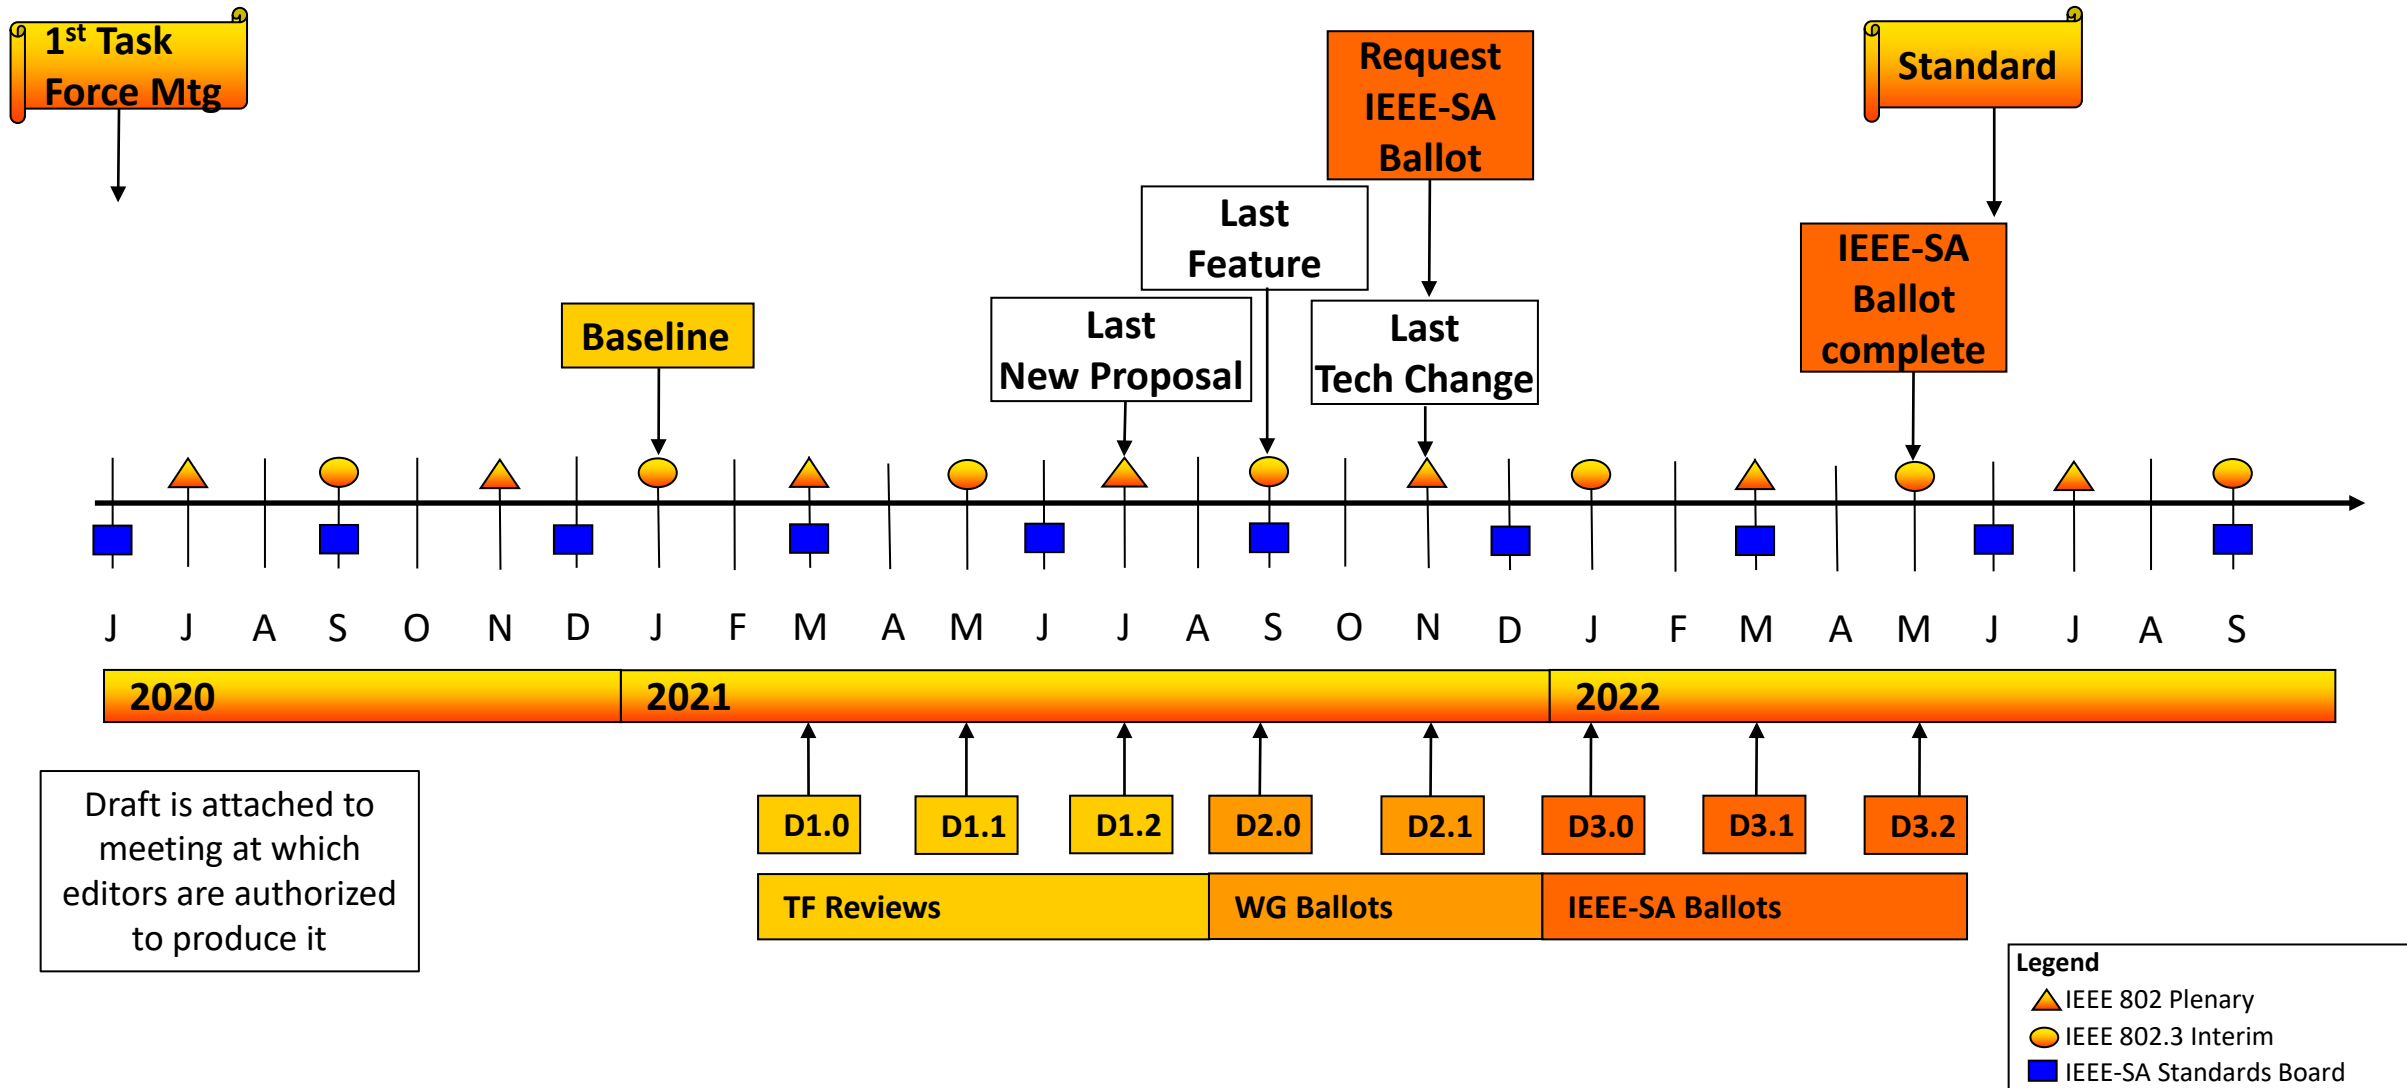 1st Task
Force Mtg
Request
IEEE-SA
Ballot
Standard
Last
Feature
IEEE-SA
Ballot
complete
Baseline
Last
New Proposal
Last
Tech Change
J J A S O N D J F M A M J J A S O N D J F M A M J J A S
2020 2021 2022
Draft is attached to
meeting at which
editors are authorized
to produce it
D1.0 D1.1 D1.2 D2.0 D2.1 D3.0 D3.1 D3.2
TF Reviews WG Ballots IEEE-SA Ballots
Legend
IEEE 802 Plenary
IEEE 802.3 Interim
IEEE-SA Standards Board